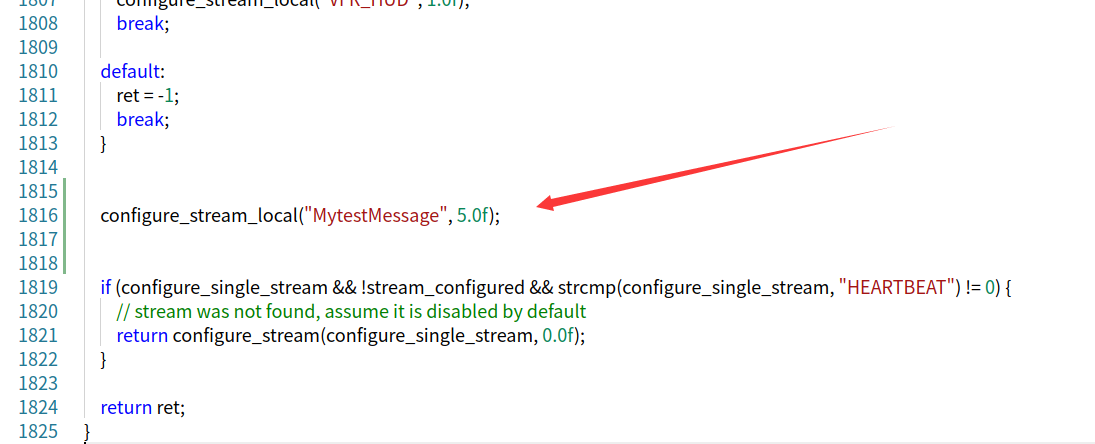 1807 configure_stream_local("VFR_HUD", 1.0f);
1808 break;
1809
1810 default:
1811 ret = -1;
1812 break;
1813 }
1814
1815
1816 configure_stream_local("MytestMessage", 5.0f);
1817
1818
1819 if (configure_single_stream && !stream_configured && strcmp(configure_single_stream, "HEARTBEAT") != 0) {
1820 // stream was not found, assume it is disabled by default
1821 return configure_stream(configure_single_stream, 0.0f);
1822 }
1823
1824 return ret;
1825 }